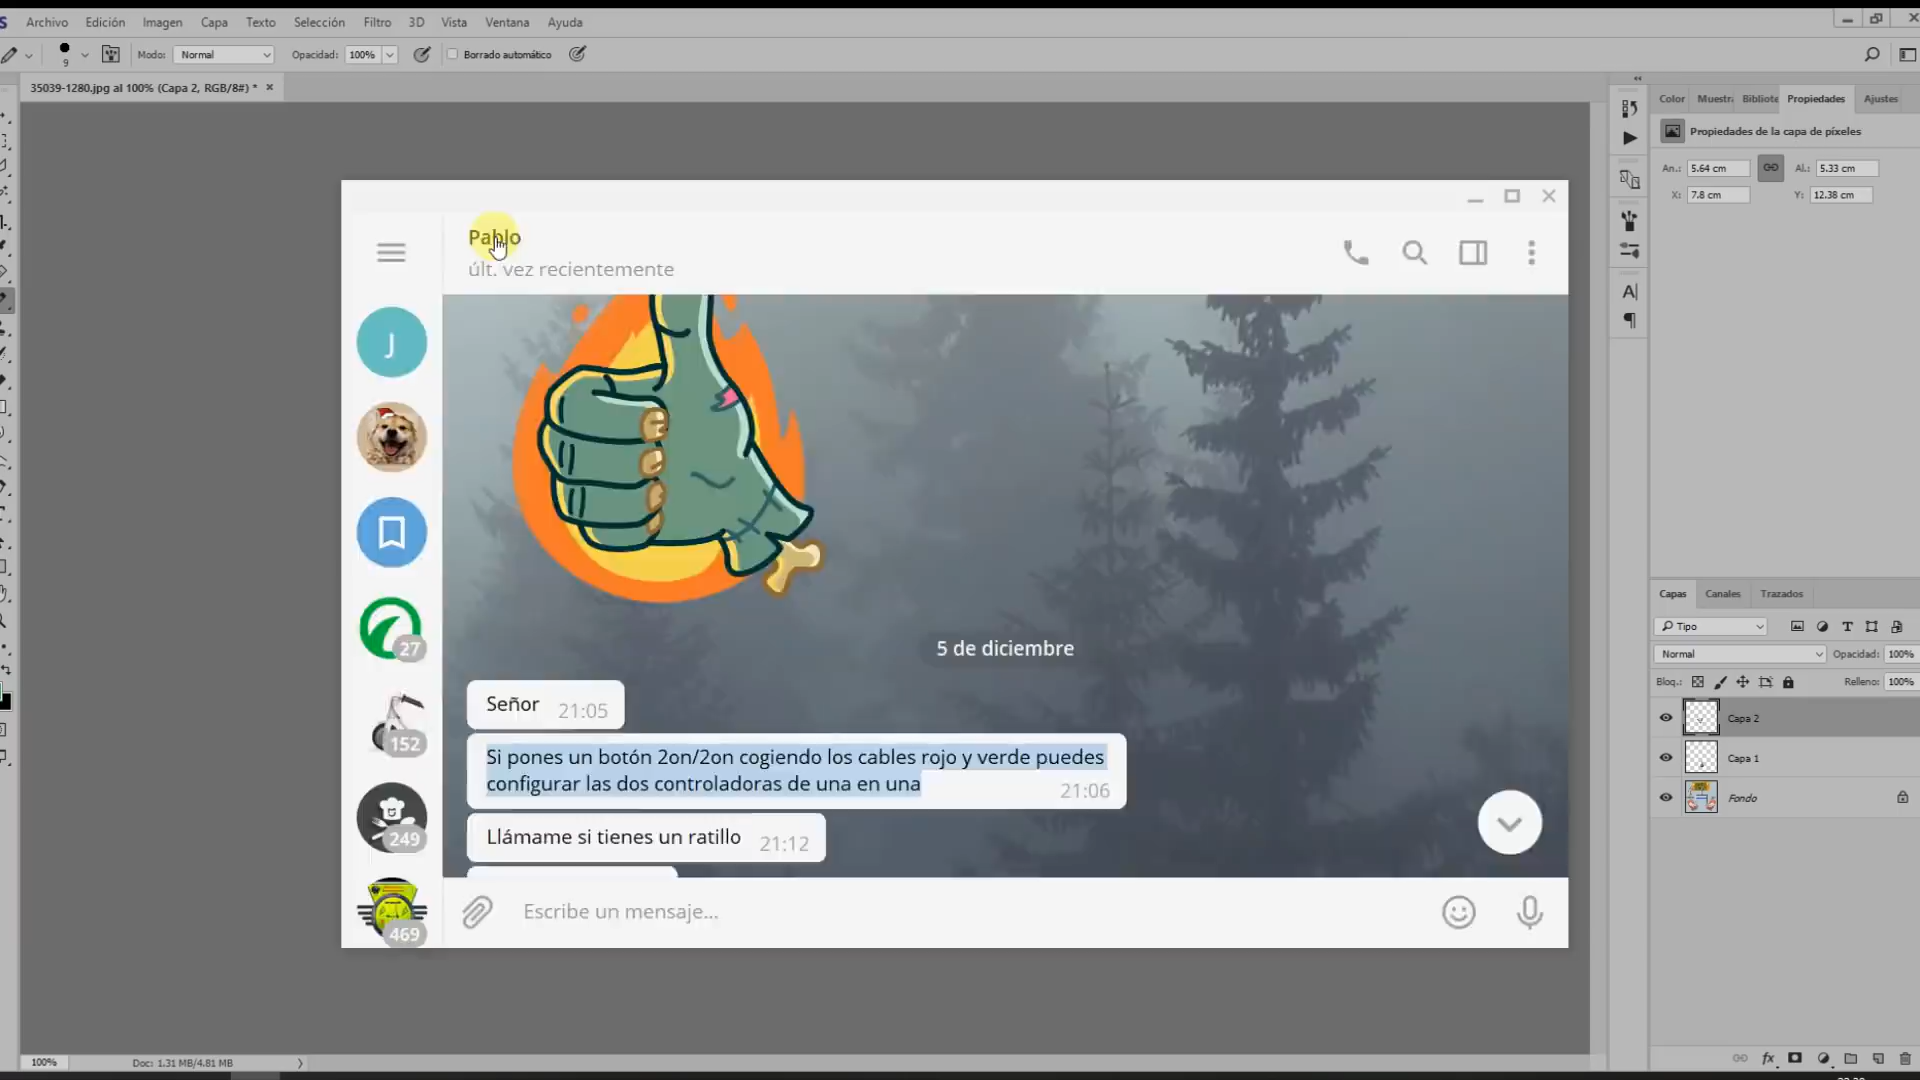 Archivo Edición Imagen Capa Texto Selección Filtro 3D Vista Ventana Ayuda
9 Modo: Normal Opacidad: 100% Borrado automático
35039-1280.jpg al 100% (Capa 2, RGB/8#) *
Color Muestr Bibliote Propiedades Ajustes
Propiedades de la capa de píxeles
An.: 5.64 cm Al.: 5.33 cm
X: 7.8 cm Y: 12.38 cm
Pablo
últ. vez recientemente
J
27
152
249
469
5 de diciembre
Señor 21:05
Si pones un botón 2on/2on cogiendo los cables rojo y verde puedes
configurar las dos controladoras de una en una 21:06
Llámame si tienes un ratillo 21:12
Escribe un mensaje...
Capas Canales Trazados
Tipo
Normal Opacidad: 100%
Bloq.: Relleno: 100%
Capa 2
Capa 1
Fondo
fx
100% Doc: 1.31 MB/4.81 MB